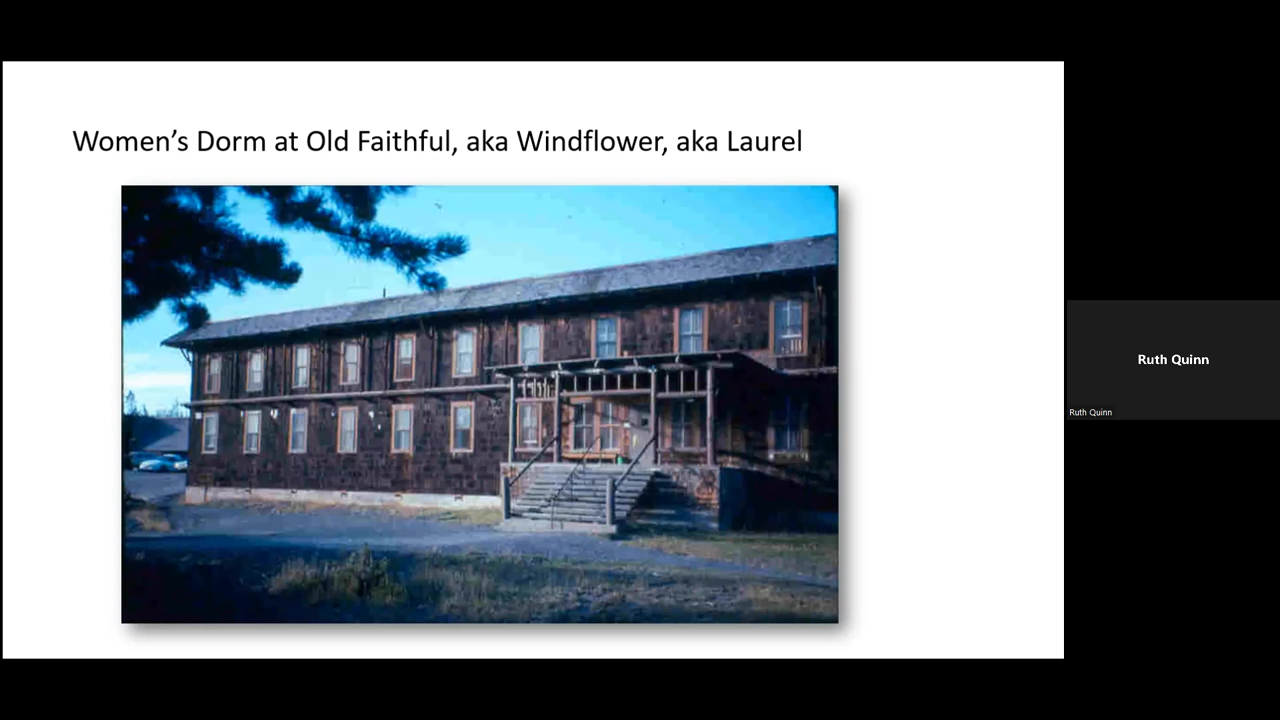 Women’s Dorm at Old Faithful, aka Windflower, aka Laurel
Ruth Quinn
Ruth Quinn